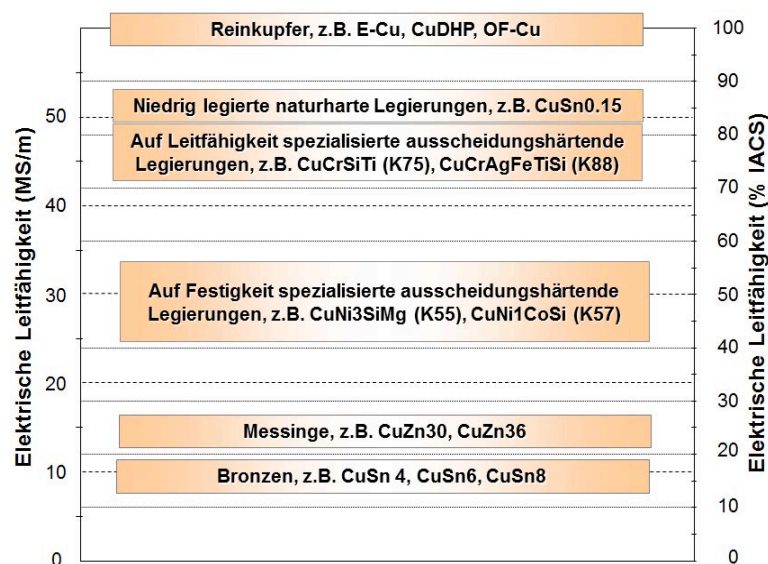 Reinkupfer, z.B. E-Cu, CuDHP, OF-Cu
Niedrig legierte naturharte Legierungen, z.B. CuSn0.15
Auf Leitfähigkeit spezialisierte ausscheidungshärtende
Legierungen, z.B. CuCrSiTi (K75), CuCrAgFeTiSi (K88)
Auf Festigkeit spezialisierte ausscheidungshärtende
Legierungen, z.B. CuNi3SiMg (K55), CuNi1CoSi (K57)
Messinge, z.B. CuZn30, CuZn36
Bronzen, z.B. CuSn 4, CuSn6, CuSn8
Elektrische Leitfähigkeit (MS/m)
50
40
30
20
10
0
Elektrische Leitfähigkeit (% IACS)
100
90
80
70
60
50
40
30
20
10
0